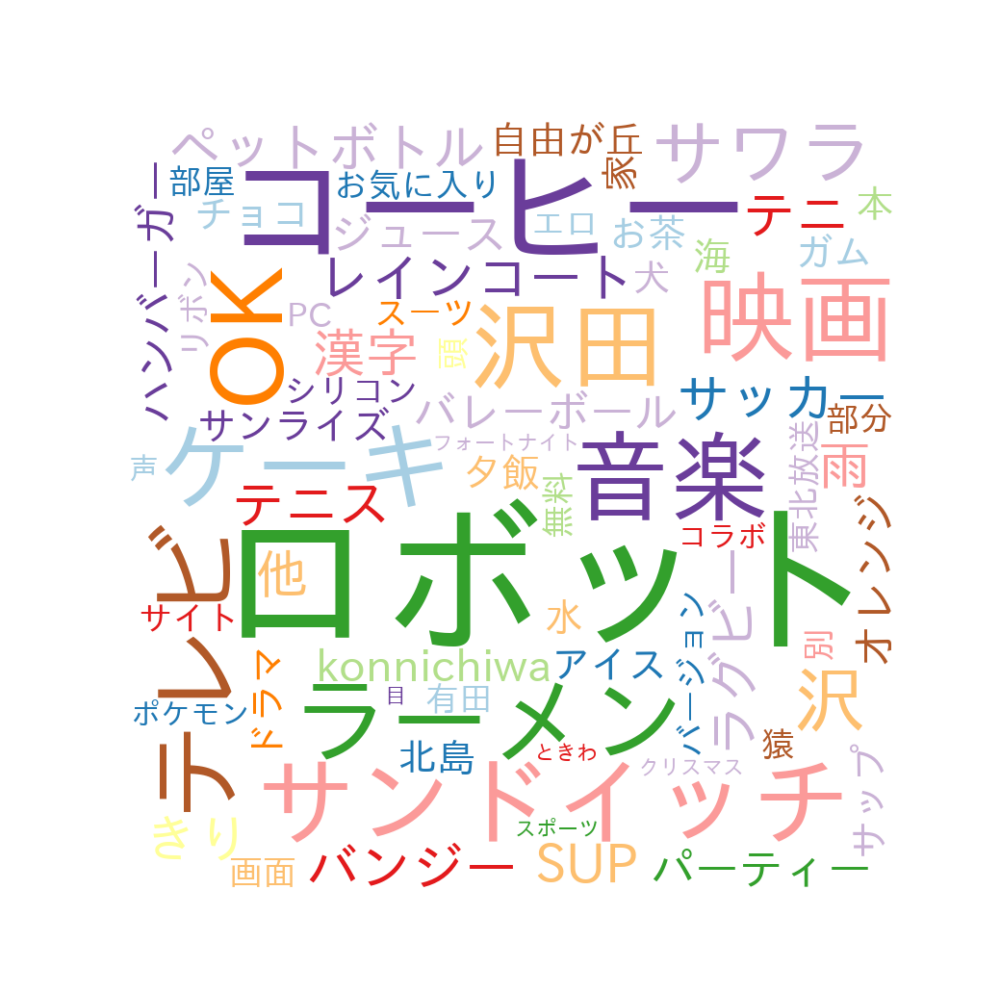 ペットボトル
自由が丘
サワラ
部屋
コーヒー
お気に入り
家
チョコ
ジュース
エロ
お茶
テニ
本
ハンバーガー
リボン
PC
OK
レインコート
犬
海
ガム
スーツ
沢田
映画
漢字
頭
シリコン
サンライズ
バレーボール
サッカー
部分
声
ケーキ
フォートナイト
夕飯
音楽
東北放送
雨
テニス
無料
コラボ
オレンジ
テレビ
ロボット
他
サイト
水
別
konnichiwa
アイス
バージョン
ラグビー
沢
ポケモン
ドラマ
ラーメン
目
有田
北島
ときわ
クリスマス
猿
サップ
サンドイッチ
きり
スポーツ
画面
バンジー
SUP
パーティー